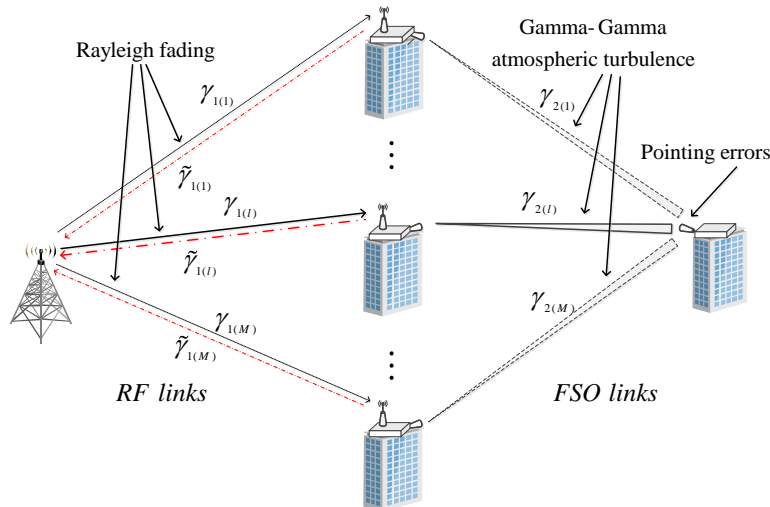 Gamma-Gamma
atmospheric turbulence
Rayleigh fading
γ₁₍₁₎
γ₂₍₁₎
Pointing errors
γ̃₁₍₁₎
γ₁₍ₗ₎
γ₂₍ₗ₎
γ̃₁₍ₗ₎
γ₁₍M₎
γ₂₍M₎
γ̃₁₍M₎
RF links
FSO links